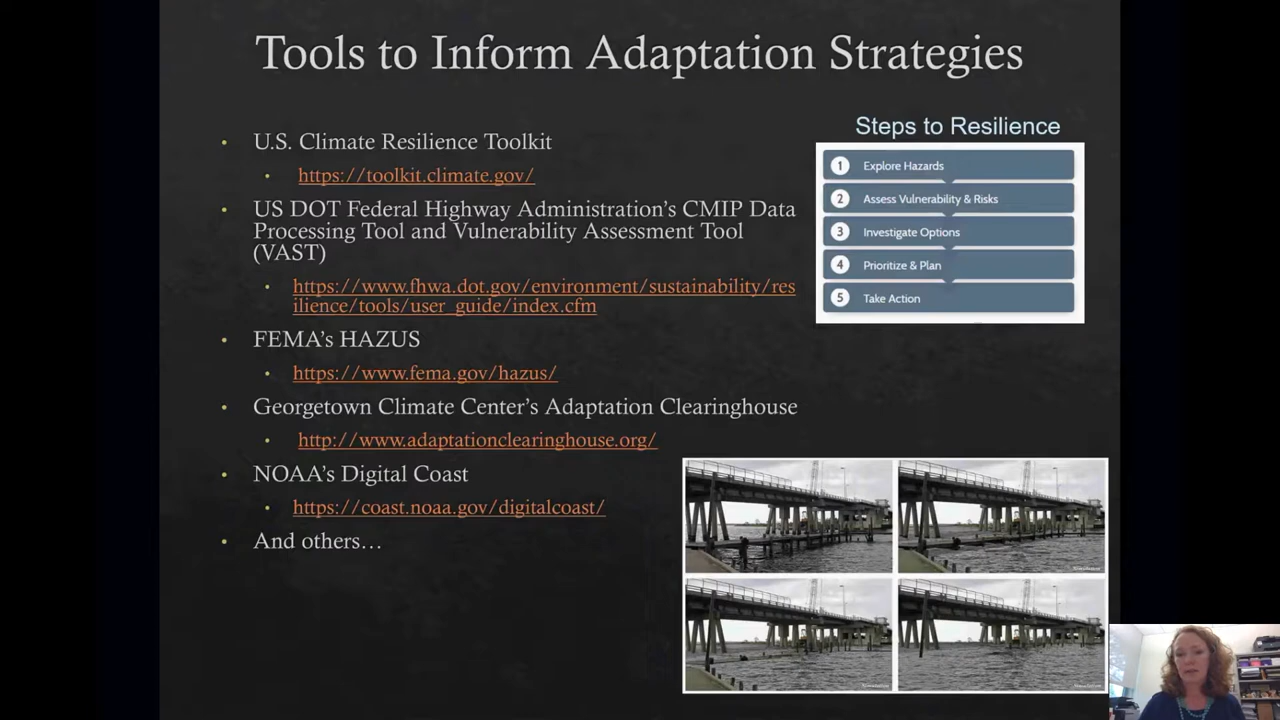 Tools to Inform Adaptation Strategies
U.S. Climate Resilience Toolkit
https://toolkit.climate.gov/
US DOT Federal Highway Administration's CMIP Data
Processing Tool and Vulnerability Assessment Tool
(VAST)
https://www.fhwa.dot.gov/environment/sustainability/res
ilience/tools/user_guide/index.cfm
FEMA's HAZUS
https://www.fema.gov/hazus/
Georgetown Climate Center's Adaptation Clearinghouse
http://www.adaptationclearinghouse.org/
NOAA's Digital Coast
https://coast.noaa.gov/digitalcoast/
And others…
Steps to Resilience
1 Explore Hazards
2 Assess Vulnerability & Risks
3 Investigate Options
4 Prioritize & Plan
5 Take Action